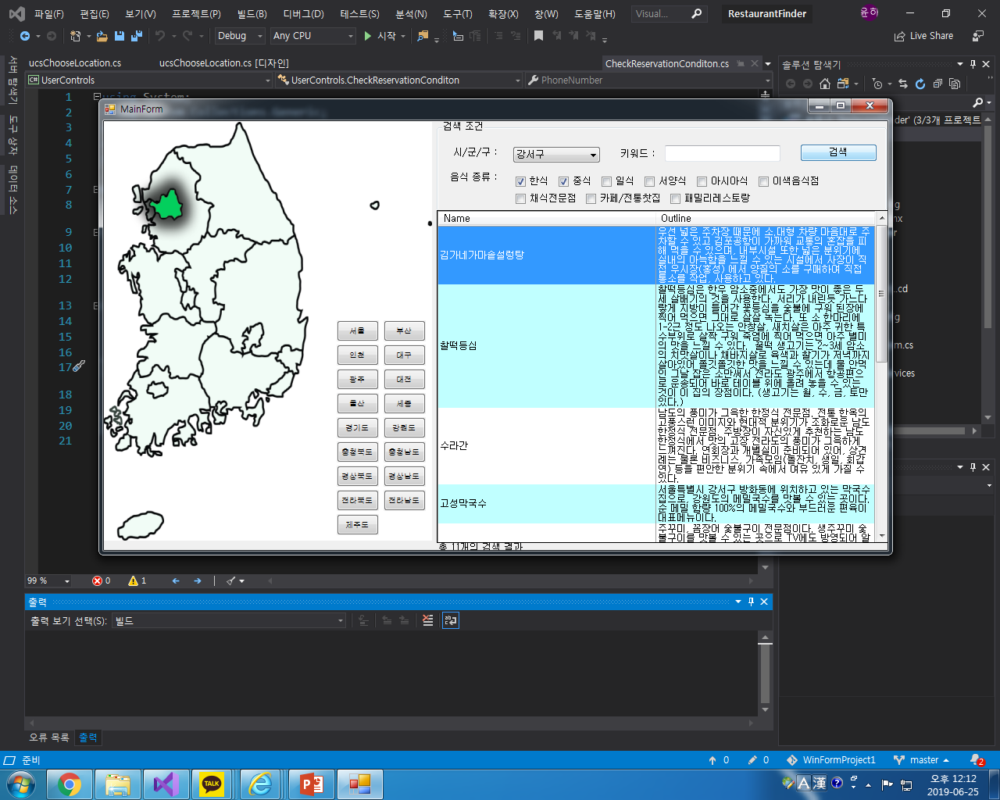 파일(F) 편집(E) 보기(V) 프로젝트(P) 빌드(B) 디버그(D) 테스트(S) 분석(N) 도구(T) 확장(X) 창(W) 도움말(H) Visual... RestaurantFinder 윤하
Debug Any CPU 시작 Live Share
서버 탐색기
도구 상자
데이터 소스
ucsChooseLocation.cs ucsChooseLocation.cs [디자인] CheckReservationConditon.cs
UserControls UserControls.CheckReservationConditon PhoneNumber
솔루션 탐색기
1 using System;
2
3
4
5
6
7
8
9
10
11
12
13
14
15
16
17
18
19
20
21
(3/3개 프로젝트
.cd
m.cs
MainForm
서울 부산
인천 대구
광주 대전
울산 세종
경기도 강원도
충청북도 충청남도
경상북도 경상남도
전라북도 전라남도
제주도
검색 조건
시/군/구 : 강서구 키워드 : 검색
음식 종류 : 한식 중식 일식 서양식 아시아식 이색음식점
채식전문점 카페/전통찻집 패밀리레스토랑
Name Outline
김가네가마솥설렁탕
우선 넓은 주차장 때문에 소,대형 차량 마음대로 주
차할 수 있고 김포공항이 가까워 교통의 혼잡을 피
해 먹을 수 있으며, 내부시설 또한 넓은 분위기에
실내의 아늑함을 느낄 수 있는 시설에서 사장이 직
접 우시장(홍성) 에서 양질의 소를 구매하여 직접
통소를 작업, 사용하고 있다.
찰떡등심
찰떡등심은 한우 암소중에서도 가장 맛이 좋은 두
세 살배기의 것을 사용한다. 서리가 내린듯 가느다
랗게 지방이 들어간 꽃등심을 숯불에 구워 된장에
찍어 먹으면 그대로 살살 녹는다. 또 소 한마리에
1~2근 정도 나오는 안창살, 새치살은 아주 귀한 특
수부위로 살짝 구워 죽염에 찍어 먹으면 아주 별미
의 맛을 느낄 수 있다. 꿀떡 생고기는 2~3세 암소
의 치맛살이나 채바지살로 육색과 찰기가 저녁까지
살아있어 쫄깃쫄깃한 맛을 느낄 수 있는데 물 안먹
인 그날 잡은 소만써서 전라도 광주에서 항공편으
로 운송되어 바로 테이블 위에 올려 놓을 수 있는
것이 이 집의 장점이다. (생고기는 월, 수, 금, 토만
있다.)
수라간
남도의 풍미가 그윽한 한정식 전문점. 전통 한옥의
고풍스런 이미지와 현대적 분위기가 조화로운 남도
한정식 전문점. 주방장이 자신있게 추천하는 남도
한정식에서 맛의 고장 전라도의 풍미가 그윽하게
느껴진다. 연회장과 개별실이 준비되어 있어, 상견
례는 물론 비즈니스, 가족모임(돌잔치, 생일, 회갑
연) 등을 편안한 분위기 속에서 여유 있게 가질 수
있다.
고성막국수
서울특별시 강서구 방화동에 위치하고 있는 막국수
집으로, 강원도의 메밀국수를 맛볼 수 있는 곳이다.
순 메밀 함량 100%의 메밀국수와 부드러운 편육이
대표메뉴이다.
주꾸미, 꼼장어 숯불구이 전문점이다. 생주꾸미 숯
불구이를 맛볼 수 있는 곳으로 TV에도 방영되어 알
총 11개의 검색 결과
99 % 0 1
출력
출력 보기 선택(S): 빌드
오류 목록 출력
준비 0 0 WinFormProject1 master 2
TALK A 漢 오후 12:12
2019-06-25